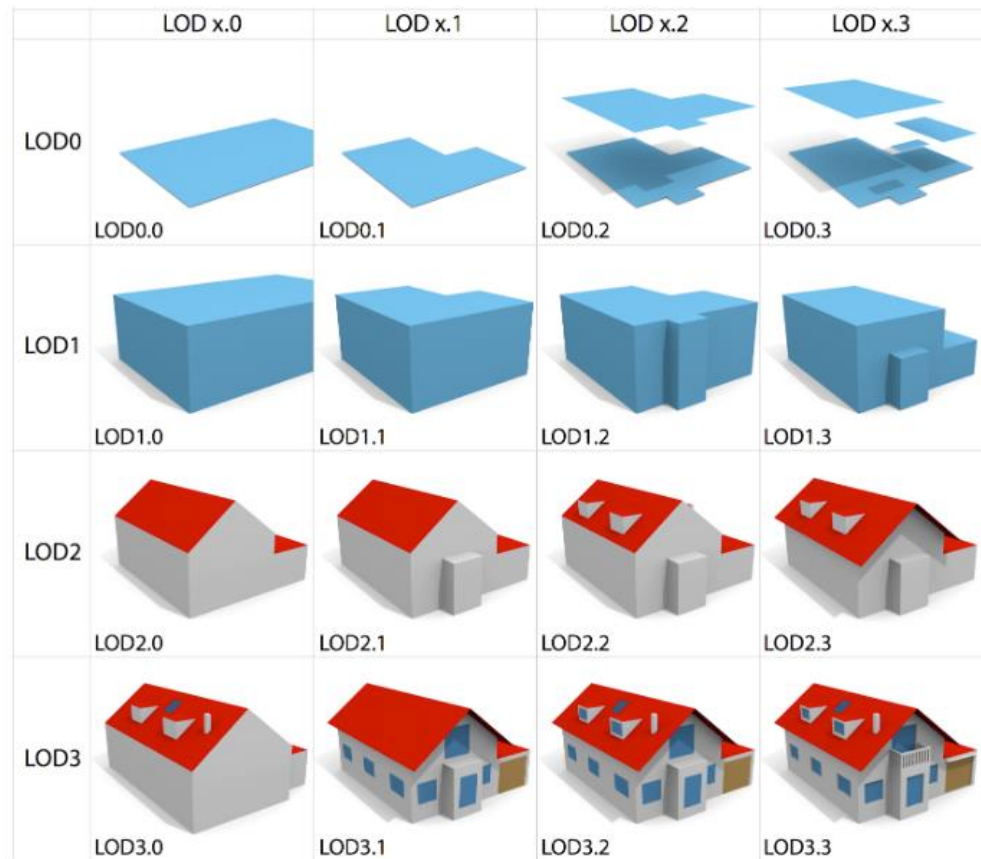 LOD x.0 LOD x.1 LOD x.2 LOD x.3
LOD0
LOD0.0 LOD0.1 LOD0.2 LOD0.3
LOD1
LOD1.0 LOD1.1 LOD1.2 LOD1.3
LOD2
LOD2.0 LOD2.1 LOD2.2 LOD2.3
LOD3
LOD3.0 LOD3.1 LOD3.2 LOD3.3